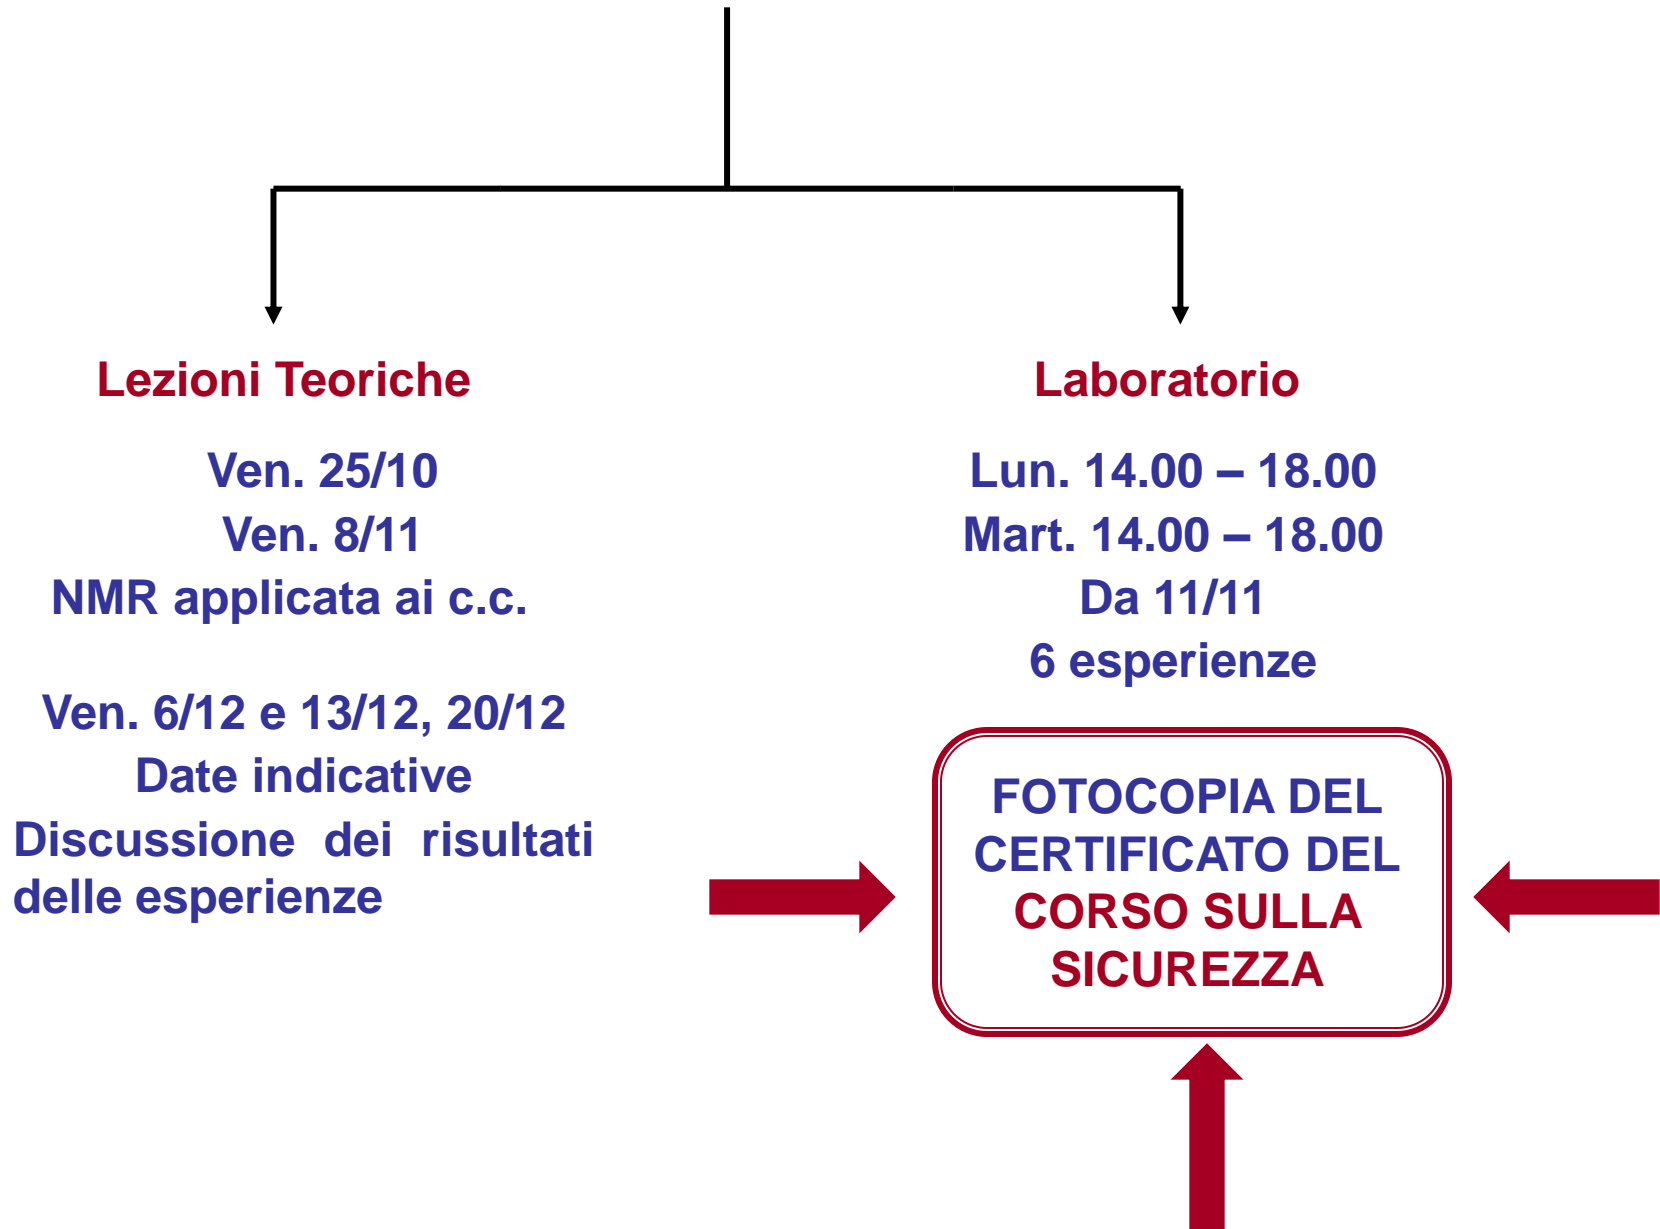 Lezioni Teoriche
Ven. 25/10
Ven. 8/11
NMR applicata ai c.c.
Ven. 6/12 e 13/12, 20/12
Date indicative
Discussione dei risultati
delle esperienze
Laboratorio
Lun. 14.00 – 18.00
Mart. 14.00 – 18.00
Da 11/11
6 esperienze
FOTOCOPIA DEL
CERTIFICATO DEL
CORSO SULLA
SICUREZZA